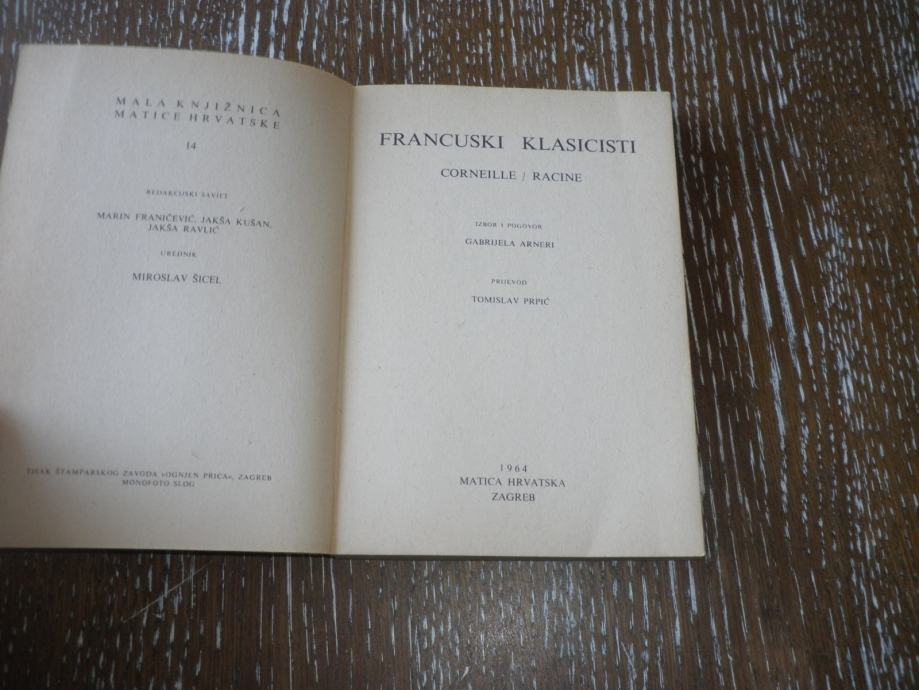 MALA KNJIŽNICA
MATICE HRVATSKE
14
REDAKCIJSKI SAVJET
MARIN FRANIČEVIĆ, JAKŠA KUŠAN,
JAKŠA RAVLIĆ
UREDNIK
MIROSLAV ŠICEL
TISAK ŠTAMPARSKOG ZAVODA »OGNJEN PRICA«, ZAGREB
MONOFOTO SLOG
FRANCUSKI KLASICISTI
CORNEILLE / RACINE
IZBOR I POGOVOR
GABRIJELA ARNERI
PRIJEVOD
TOMISLAV PRPIĆ
1964
MATICA HRVATSKA
ZAGREB